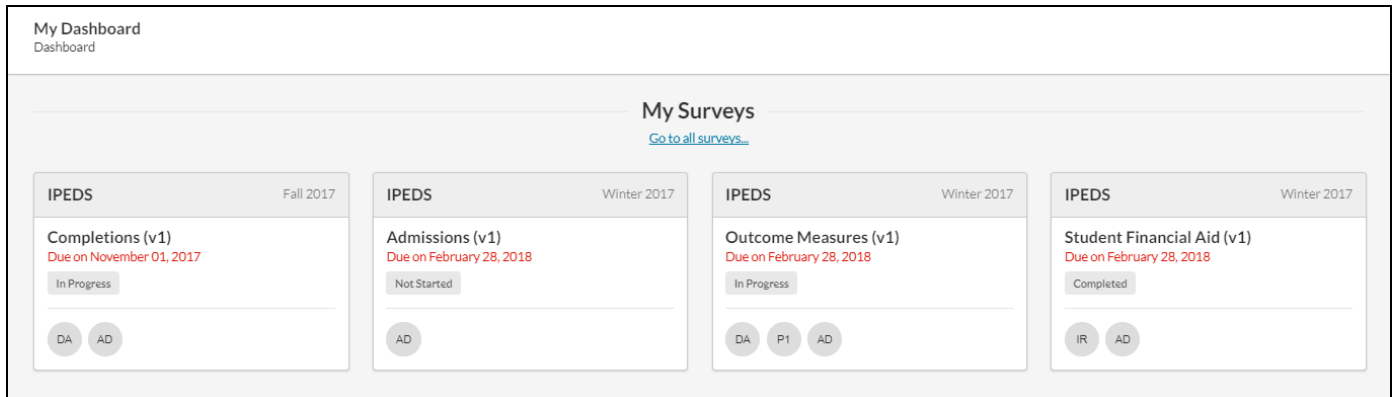 My Dashboard
Dashboard
My Surveys
Go to all surveys...
IPEDS Fall 2017
Completions (v1)
Due on November 01, 2017
In Progress
DA AD
IPEDS Winter 2017
Admissions (v1)
Due on February 28, 2018
Not Started
AD
IPEDS Winter 2017
Outcome Measures (v1)
Due on February 28, 2018
In Progress
DA P1 AD
IPEDS Winter 2017
Student Financial Aid (v1)
Due on February 28, 2018
Completed
IR AD